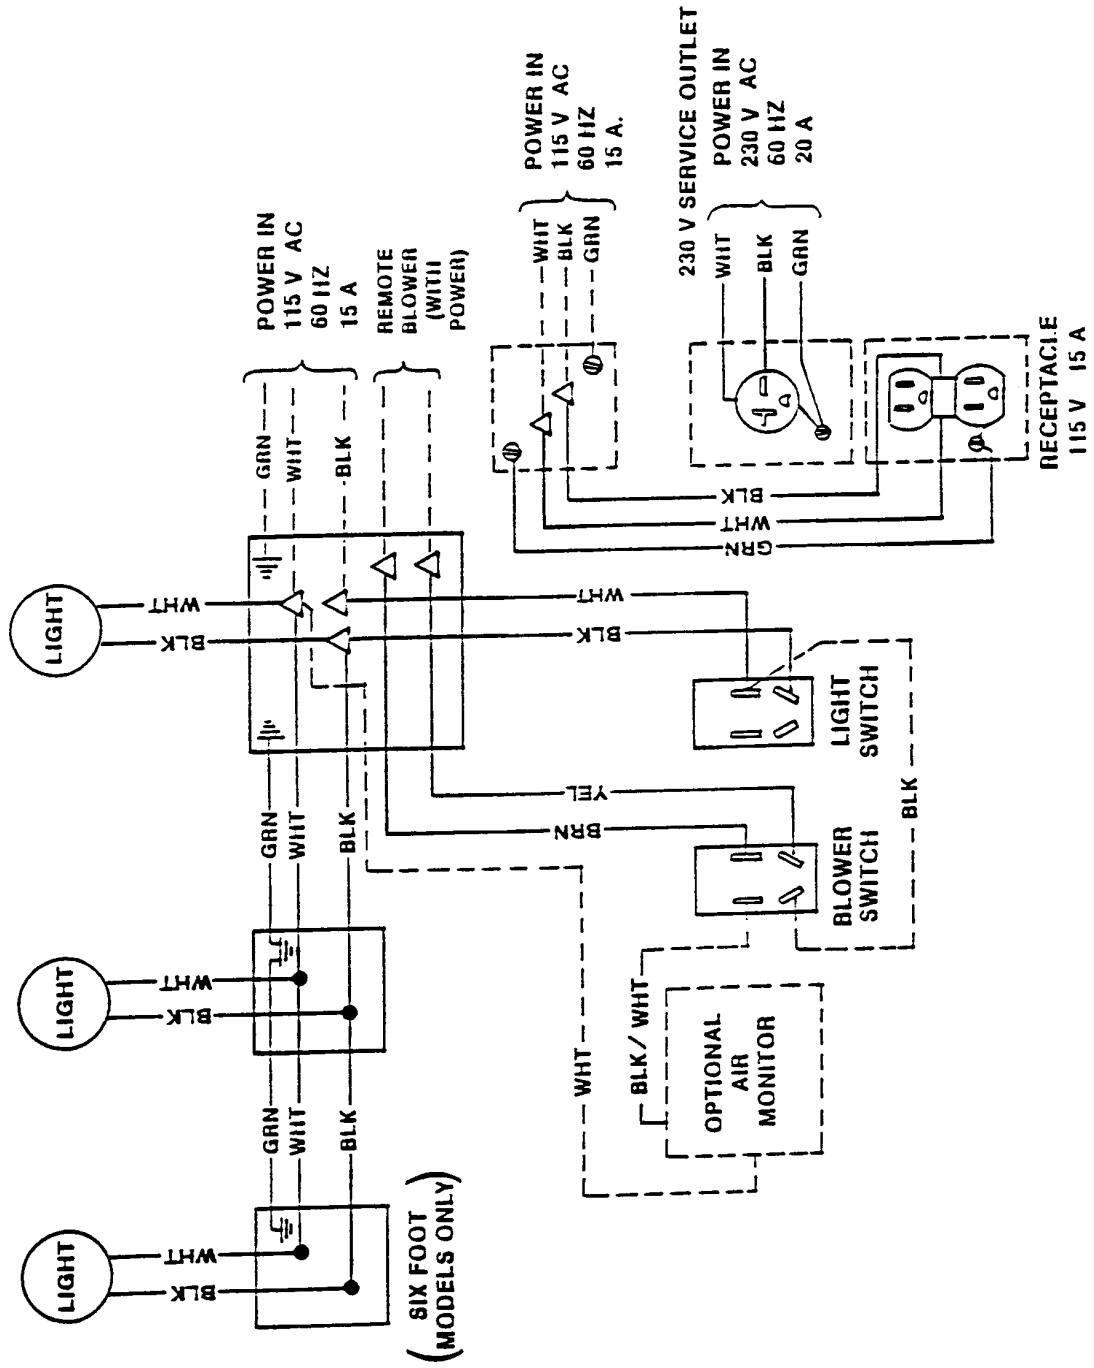 LIGHT
LIGHT
LIGHT
BLK
WHT
BLK
WHT
BLK
WHT
GRN
WHT
BLK
GRN
WHT
BLK
GRN
WHT
BLK
POWER IN
115 V AC
60 HZ
15 A
REMOTE
BLOWER
(WITH
POWER)
(SIX FOOT
MODELS ONLY)
WHT
BRN
YEL
BLK
WHT
BLK / WHT
OPTIONAL
AIR
MONITOR
BLOWER
SWITCH
LIGHT
SWITCH
BLK
WHT
BLK
GRN
POWER IN
115 V AC
60 HZ
15 A.
GRN
WHT
BLK
230 V SERVICE OUTLET
WHT
BLK
GRN
POWER IN
230 V AC
60 HZ
20 A
RECEPTACLE
115 V 15 A